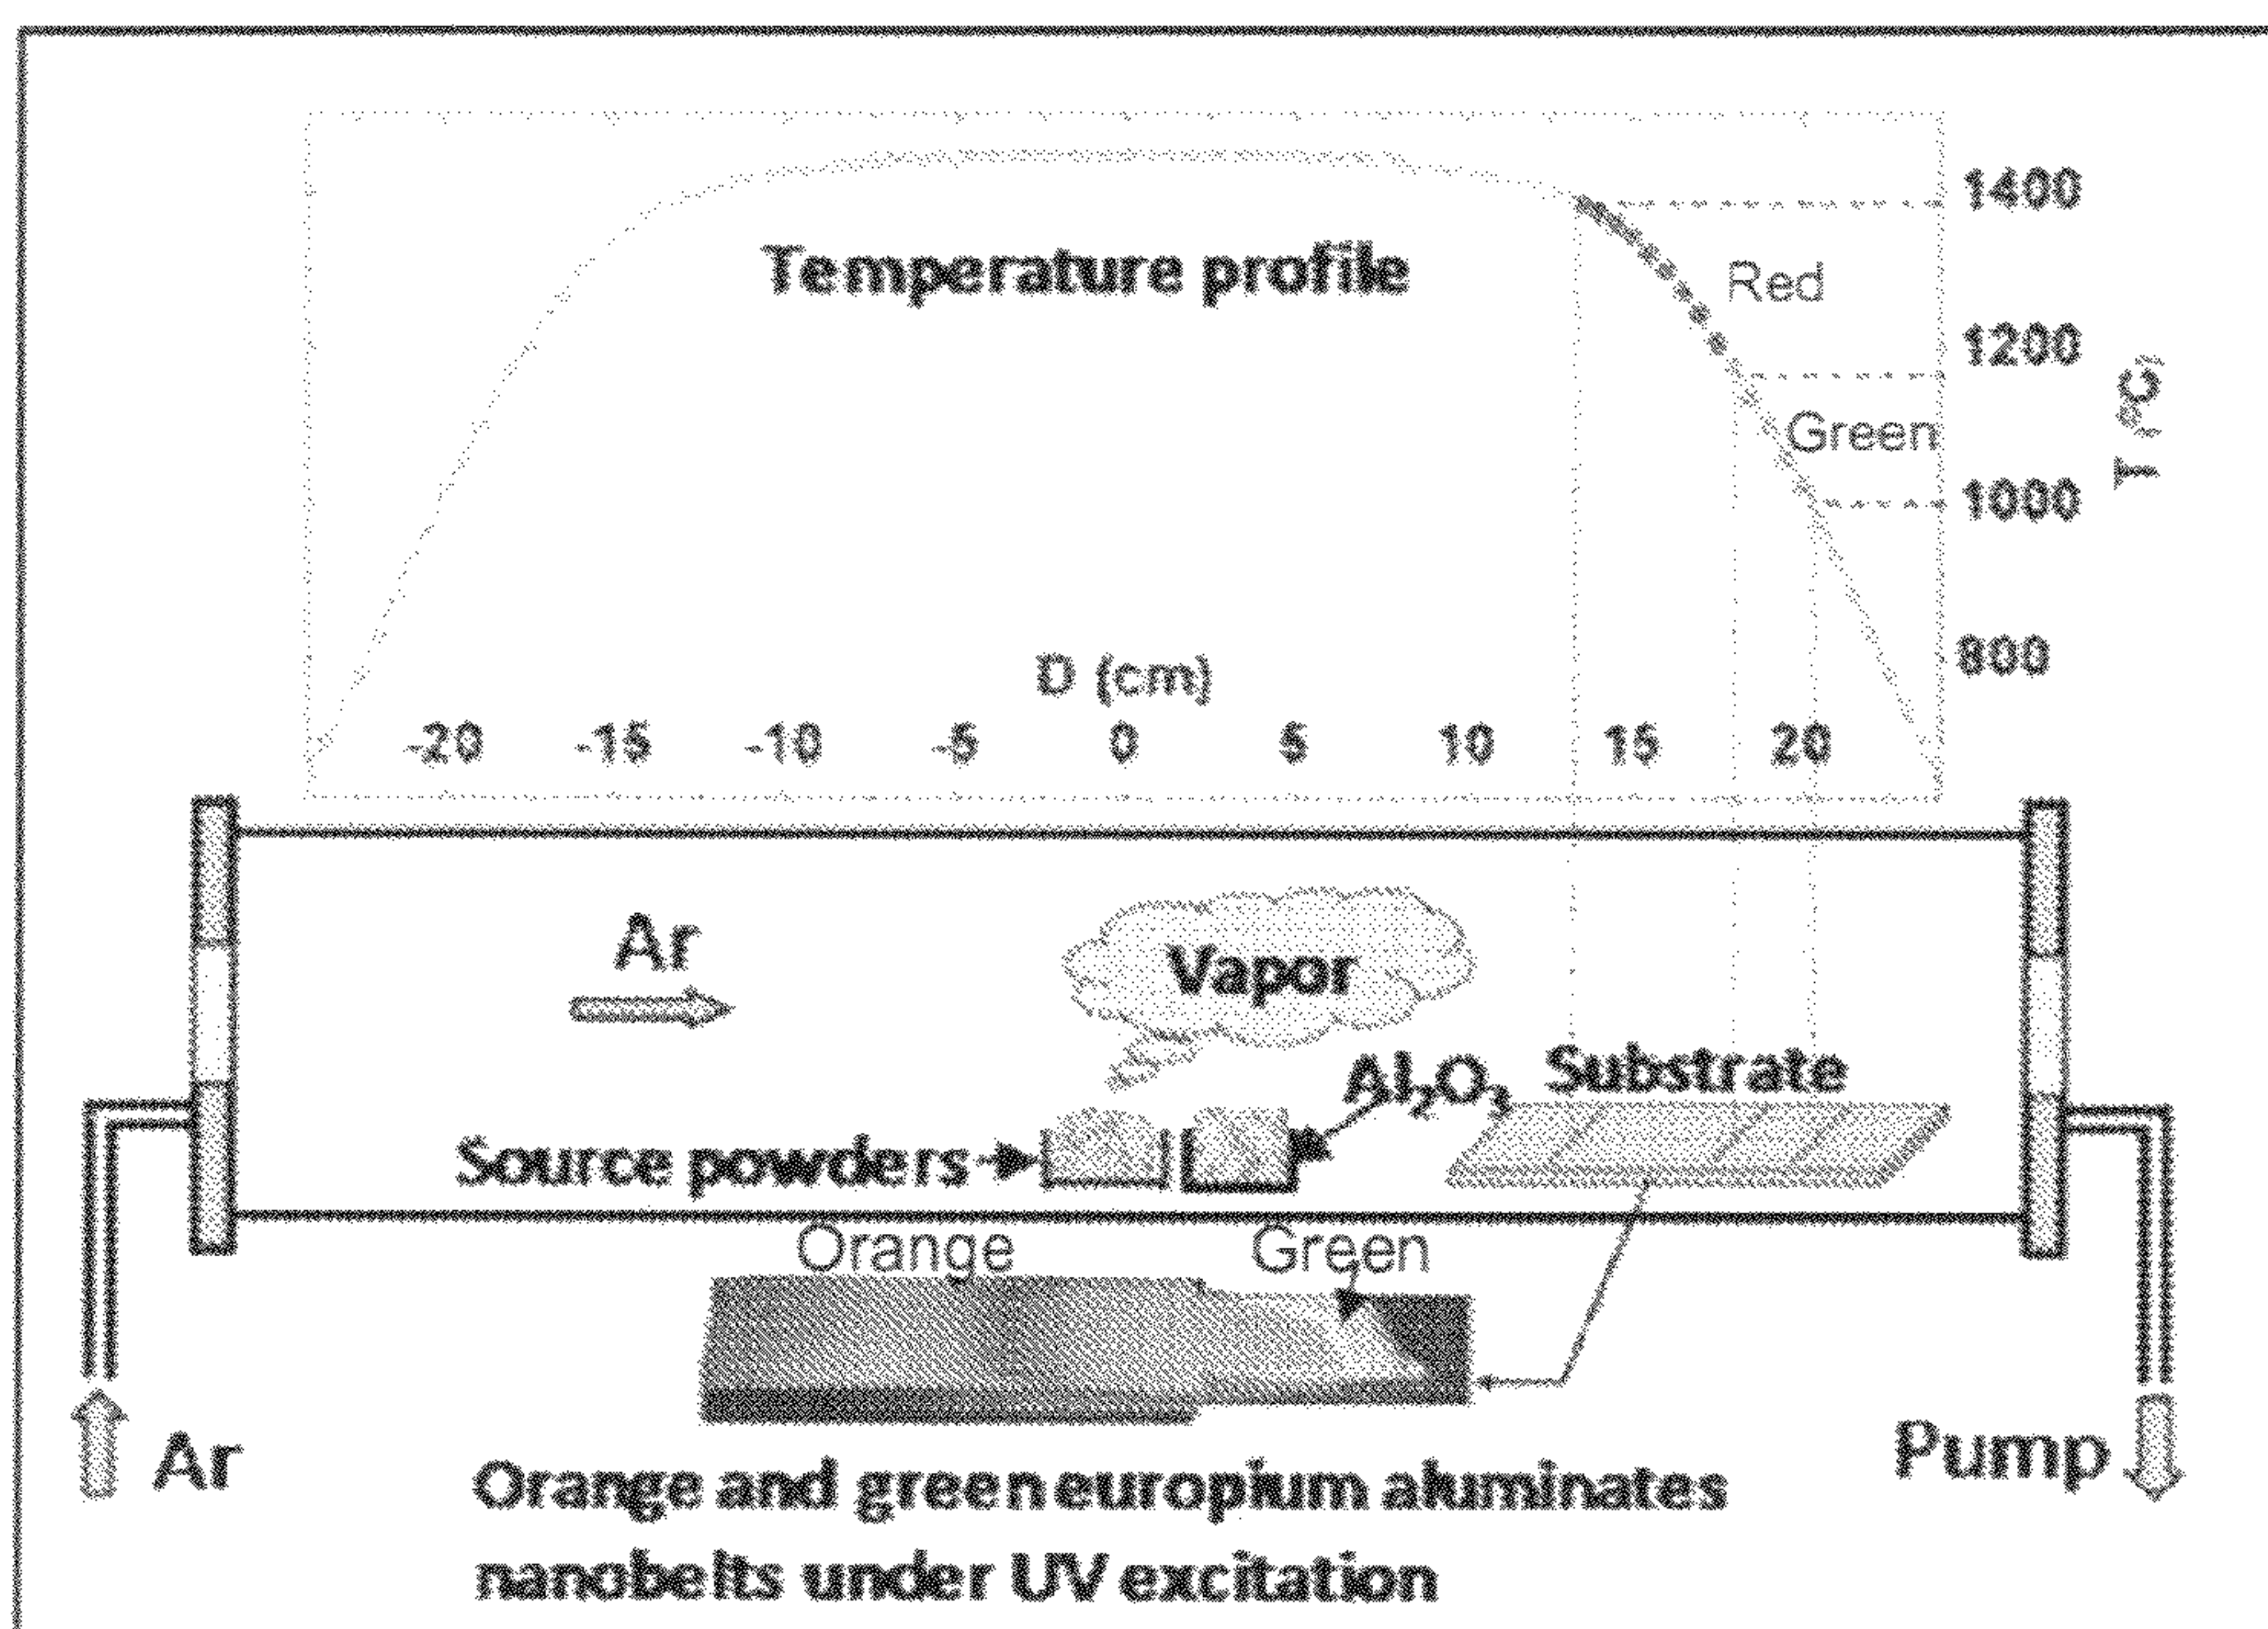 1400
Temperature profile
Red
1200
T (°C)
Green
1000
D (cm)
800
-20 -15 -10 -5 0 5 10 15 20
Ar
Vapor
Al₂O₃
Substrate
Source powders
Orange
Green
Ar
Pump
Orange and green europium aluminates
nanobelts under UV excitation